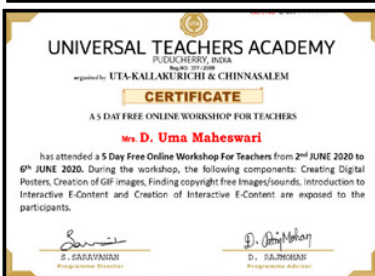 UNIVERSAL TEACHERS ACADEMY
PUDUCHERRY, INDIA
organised by UTA-KALLAKURICHI & CHINNASALEM
CERTIFICATE
A 5 DAY FREE ONLINE WORKSHOP FOR TEACHERS
Mrs. D. Uma Maheswari
has attended a 5 Day Free Online Workshop For Teachers from 2nd JUNE 2020 to
6th JUNE 2020. During the workshop, the following components: Creating Digital
Posters, Creation of GIF images, Finding copyright free Images/sounds, Introduction to
Interactive E-Content and Creation of Interactive E-Content are exposed to the
participants.
S.SARAVANAN
Programme Director
D. RAJMOHAN
Programme Adviser